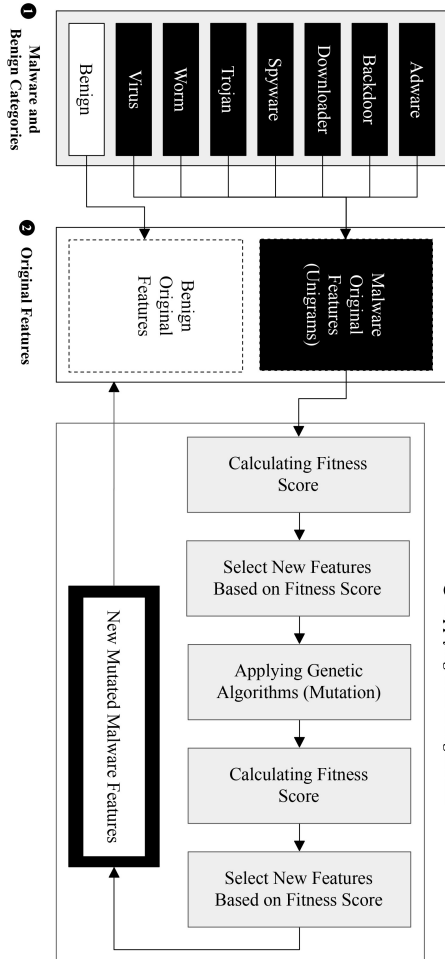 Adware
Backdoor
Downloader
Spyware
Trojan
Worm
Virus
Benign
❶ Malware and
Benign Categories
Malware
Original
Features
(Unigrams)
Benign
Original
Features
❷ Original Features
Calculating Fitness
Score
Select New Features
Based on Fitness Score
Applying Genetic
Algorithms (Mutation)
Calculating Fitness
Score
Select New Features
Based on Fitness Score
New Mutated Malware Features